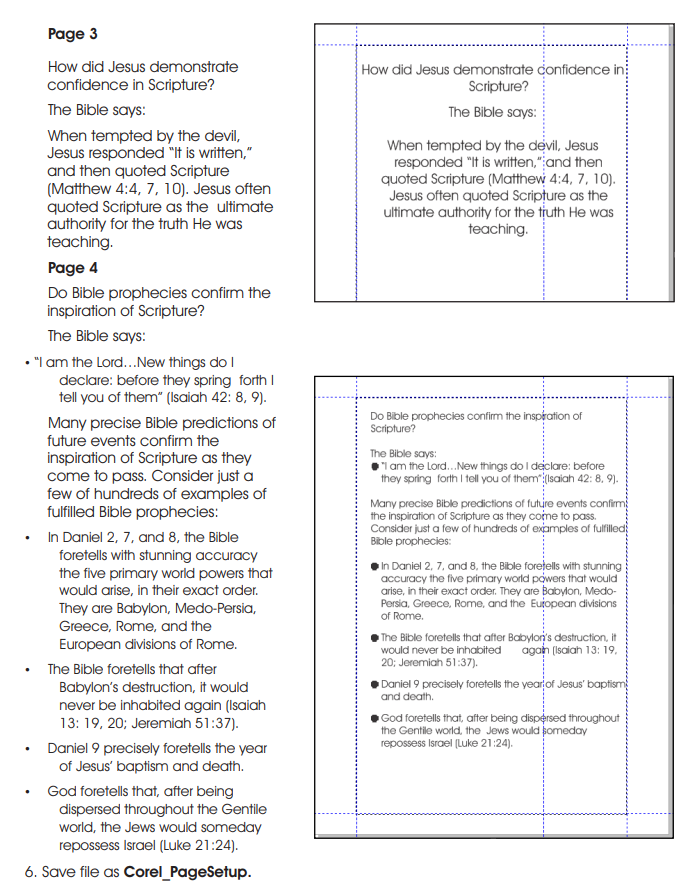 Page 3
How did Jesus demonstrate
confidence in Scripture?
The Bible says:
When tempted by the devil,
Jesus responded “It is written,”
and then quoted Scripture
(Matthew 4:4, 7, 10). Jesus often
quoted Scripture as the  ultimate
authority for the truth He was
teaching.
Page 4
Do Bible prophecies confirm the
inspiration of Scripture?
The Bible says:
• “I am the Lord…New things do I
declare: before they spring  forth I
tell you of them” (Isaiah 42: 8, 9).
Many precise Bible predictions of
future events confirm the
inspiration of Scripture as they
come to pass. Consider just a
few of hundreds of examples of
fulfilled Bible prophecies:
• In Daniel 2, 7, and 8, the Bible
foretells with stunning accuracy
the five primary world powers that
would arise, in their exact order.
They are Babylon, Medo-Persia,
Greece, Rome, and the
European divisions of Rome.
• The Bible foretells that after
Babylon’s destruction, it would
never be inhabited again (Isaiah
13: 19, 20; Jeremiah 51:37).
• Daniel 9 precisely foretells the year
of Jesus’ baptism and death.
• God foretells that, after being
dispersed throughout the Gentile
world, the Jews would someday
repossess Israel (Luke 21:24).
6. Save file as Corel_PageSetup.
How did Jesus demonstrate confidence in
Scripture?
The Bible says:
When tempted by the devil, Jesus
responded “It is written,” and then
quoted Scripture (Matthew 4:4, 7, 10).
Jesus often quoted Scripture as the
ultimate authority for the truth He was
teaching.
Do Bible prophecies confirm the inspiration of
Scripture?
The Bible says:
● “I am the Lord…New things do I declare: before
they spring  forth I tell you of them” (Isaiah 42: 8, 9).
Many precise Bible predictions of future events confirm
the inspiration of Scripture as they come to pass.
Consider just a few of hundreds of examples of fulfilled
Bible prophecies:
● In Daniel 2, 7, and 8, the Bible foretells with stunning
accuracy the five primary world powers that would
arise, in their exact order. They are Babylon, Medo-
Persia, Greece, Rome, and the  European divisions
of Rome.
● The Bible foretells that after Babylon’s destruction, it
would never be inhabited again (Isaiah 13: 19,
20; Jeremiah 51:37).
● Daniel 9 precisely foretells the year of Jesus’ baptism
and death.
● God foretells that, after being dispersed throughout
the Gentile world, the  Jews would someday
repossess Israel (Luke 21:24).